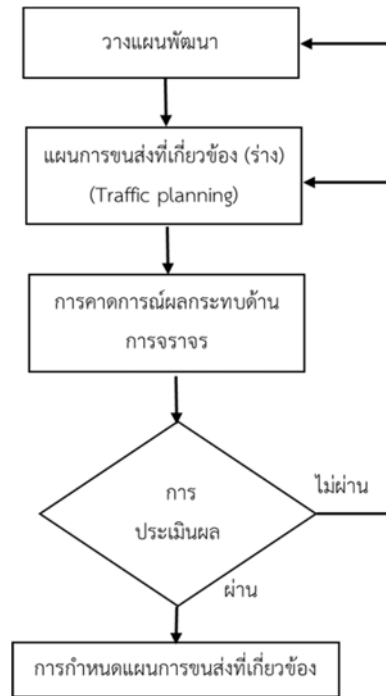 วางแผนพัฒนา
แผนการขนส่งที่เกี่ยวข้อง (ร่าง)
(Traffic planning)
การคาดการณ์ผลกระทบด้าน
การจราจร
การ
ประเมินผล
ไม่ผ่าน
ผ่าน
การกำหนดแผนการขนส่งที่เกี่ยวข้อง